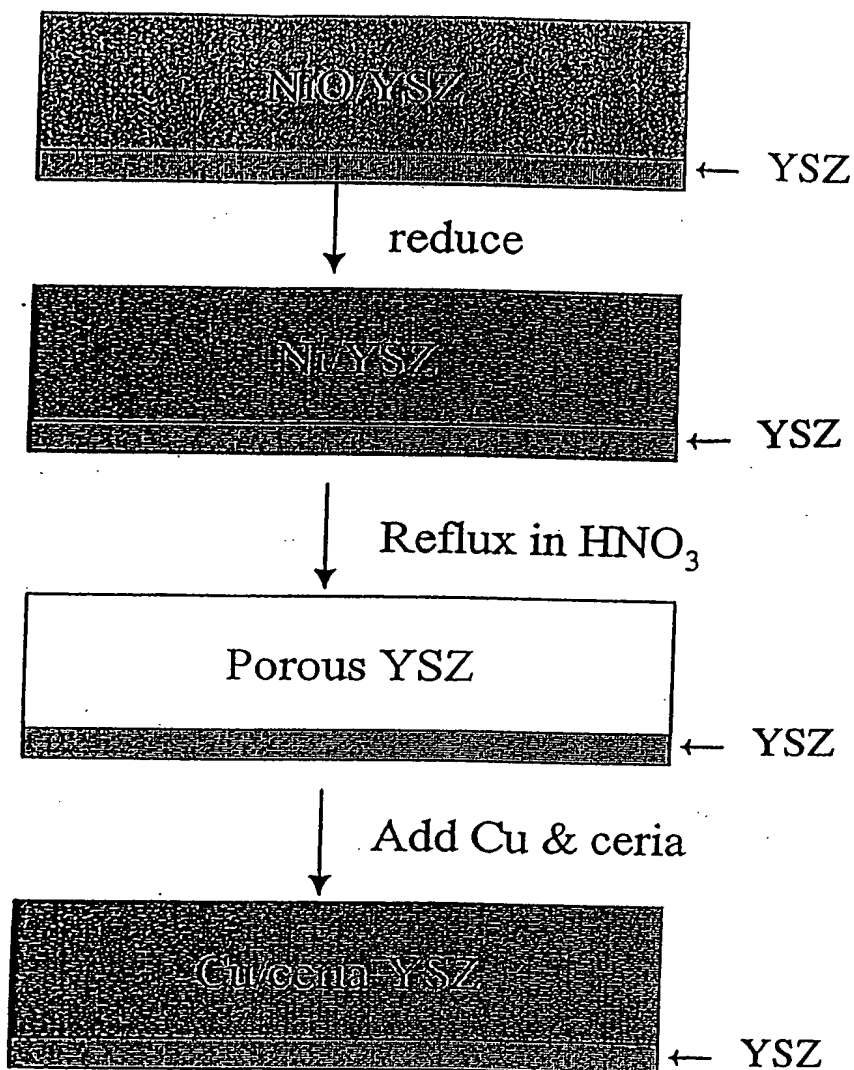 NiO/YSZ
← YSZ
reduce
Ni/YSZ
← YSZ
Reflux in HNO₃
Porous YSZ
← YSZ
Add Cu & ceria
Cu/ceria-YSZ
← YSZ